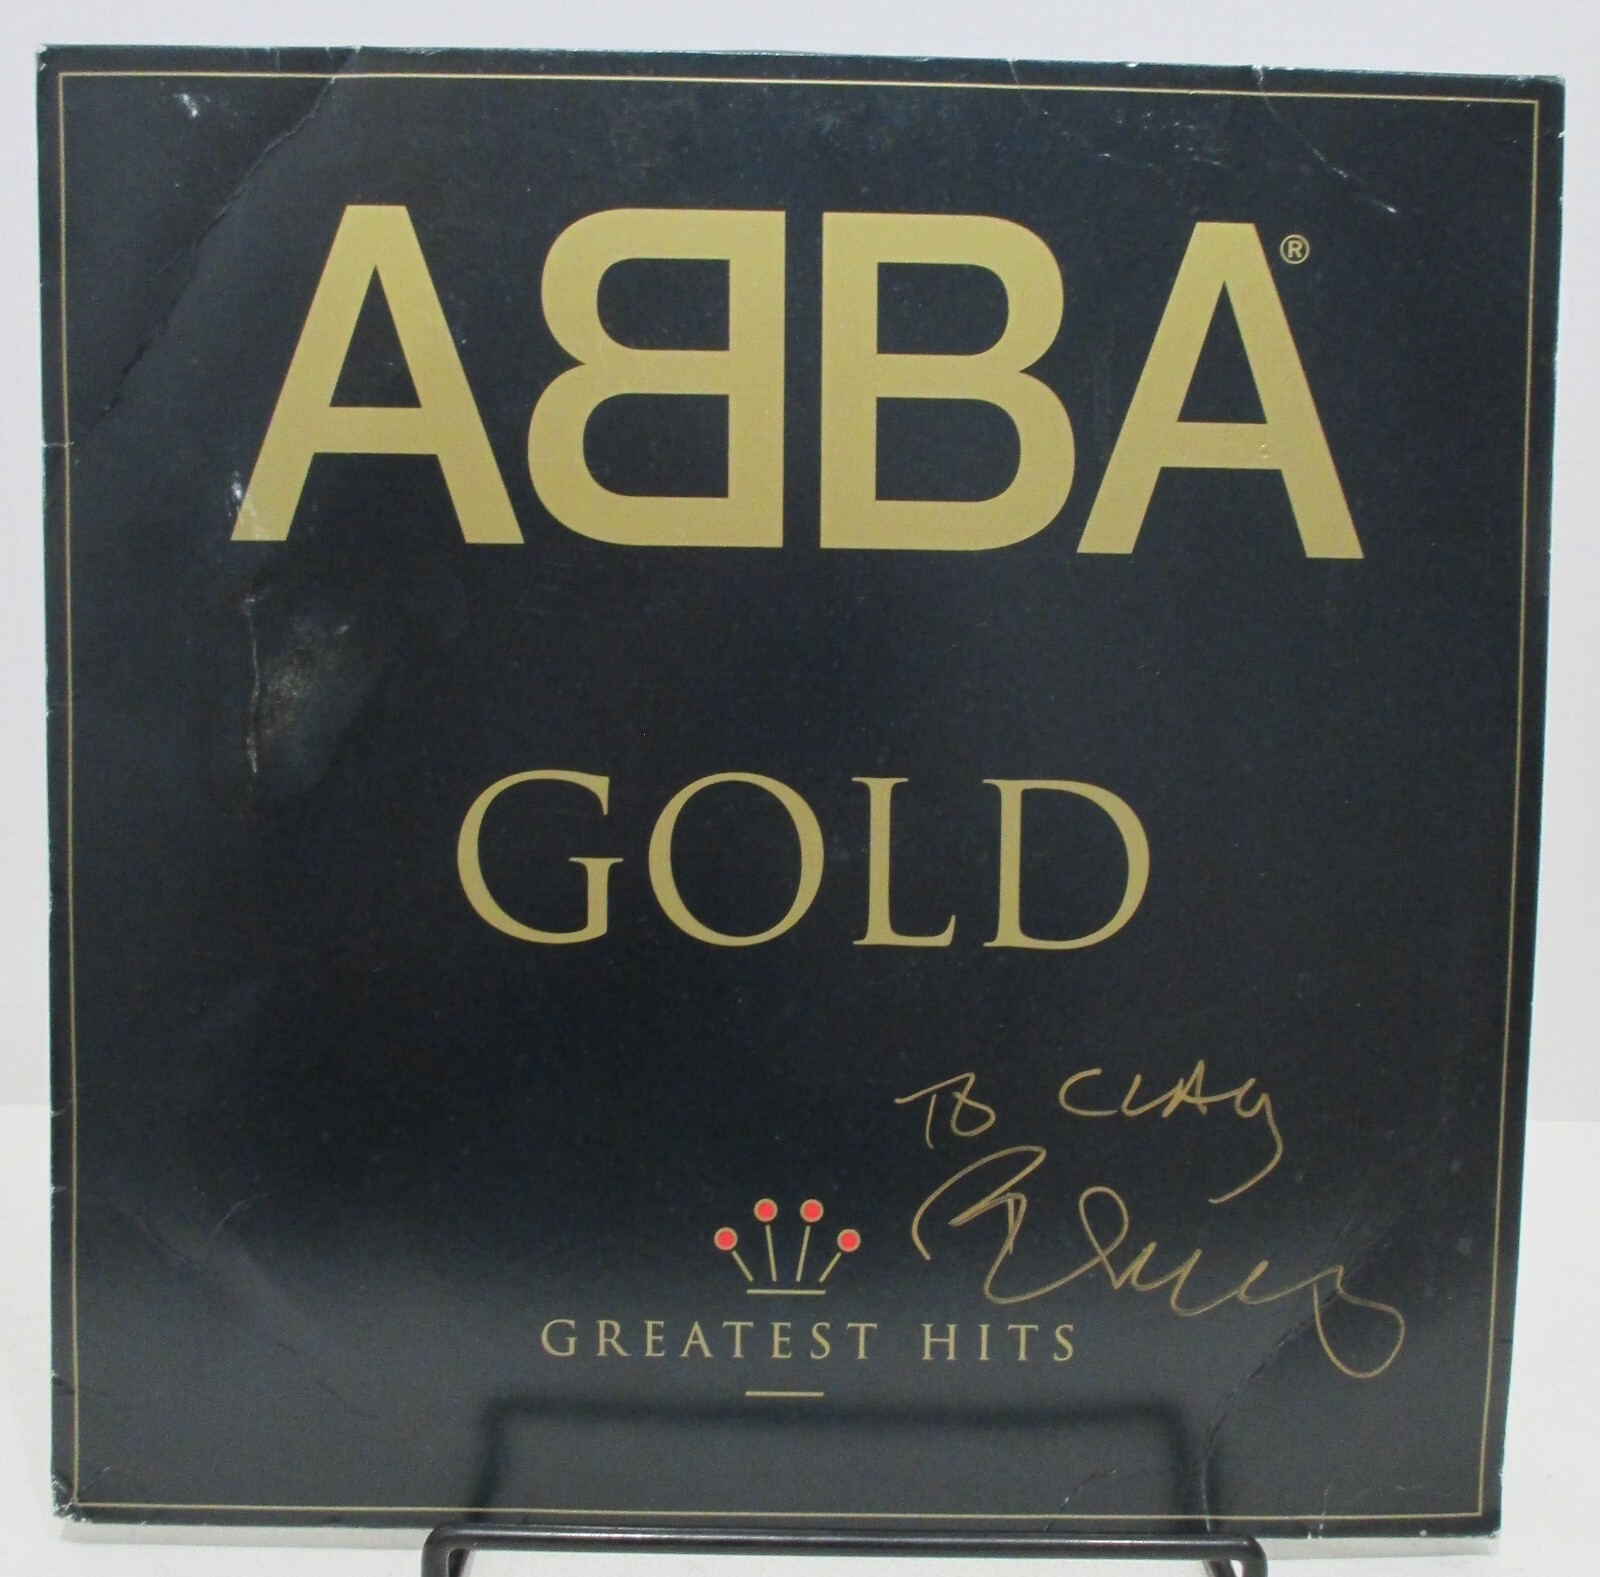 ABBA®
GOLD
TO CLAY
GREATEST HITS